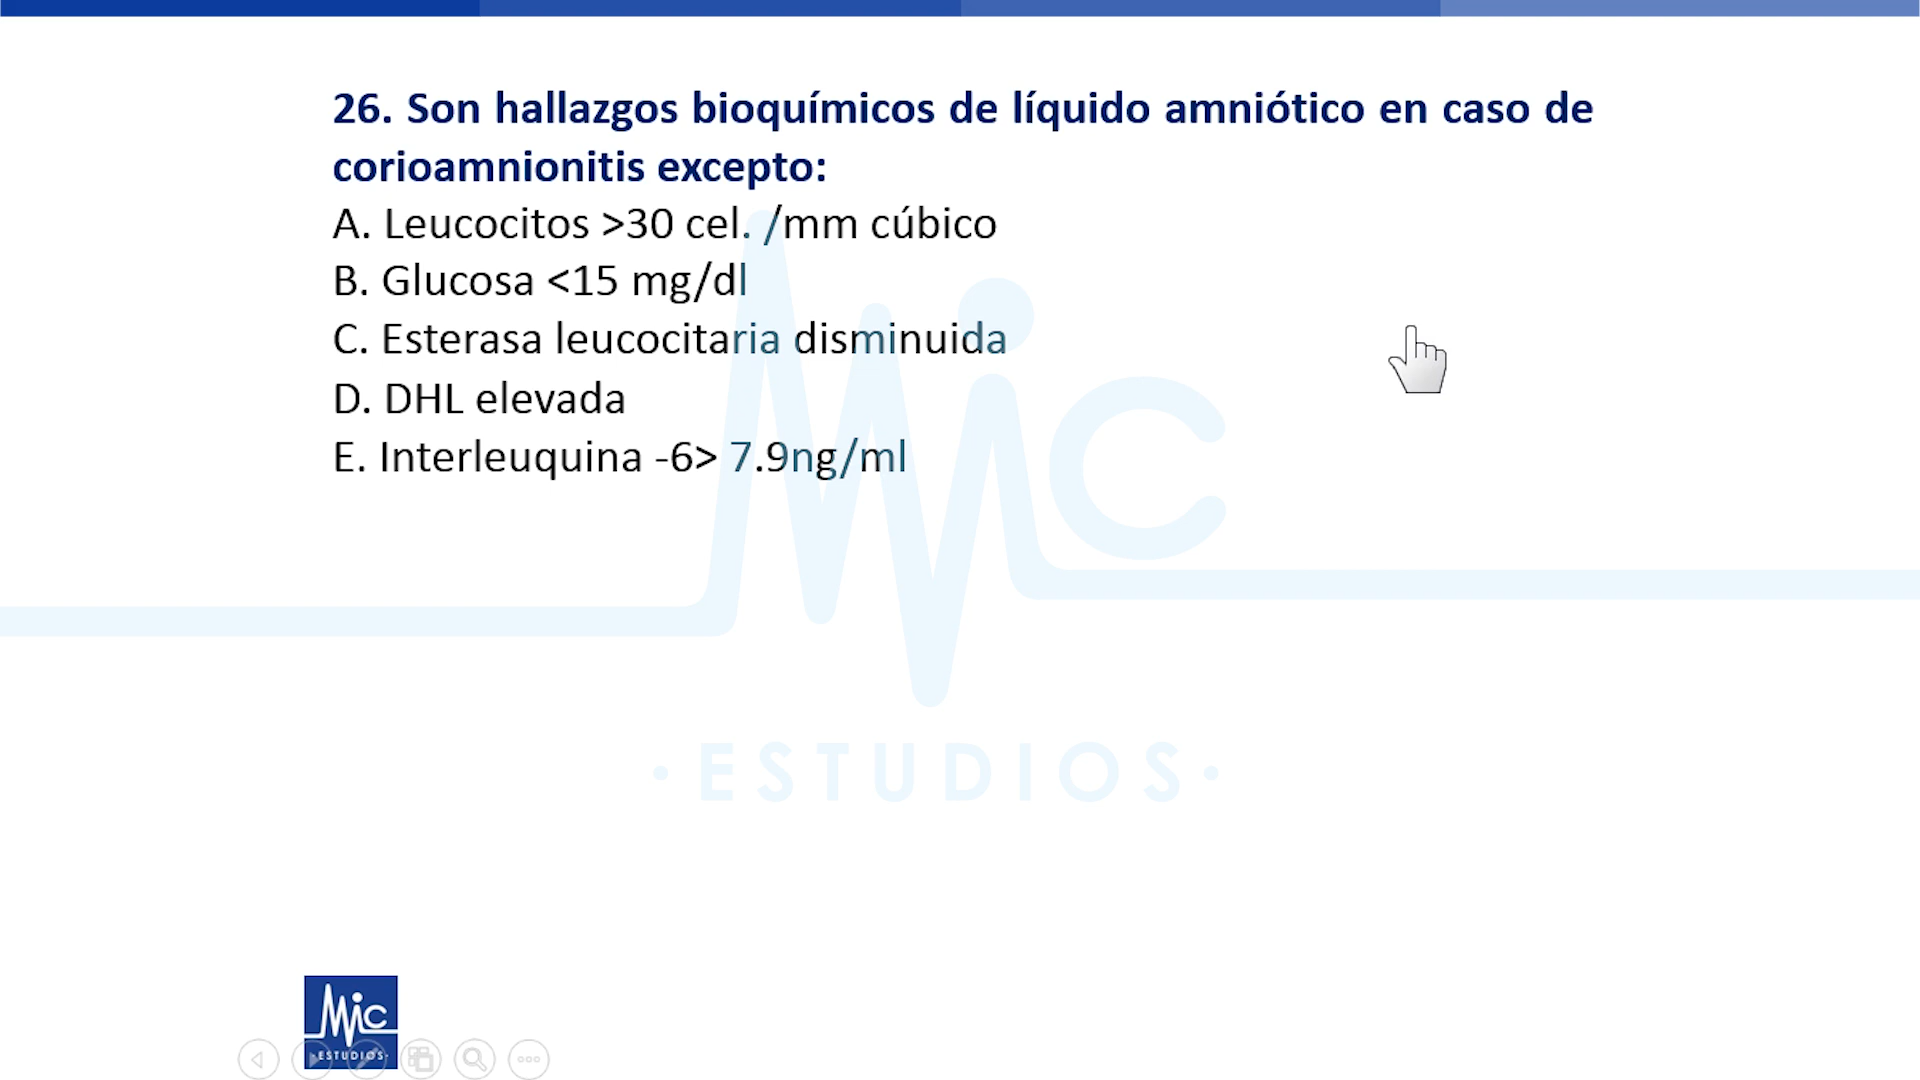 26. Son hallazgos bioquímicos de líquido amniótico en caso de
corioamnionitis excepto:
A. Leucocitos >30 cel. /mm cúbico
B. Glucosa <15 mg/dl
C. Esterasa leucocitaria disminuida
D. DHL elevada
E. Interleuquina -6> 7.9ng/ml
Mic
·ESTUDIOS·
Mic
·ESTUDIOS·